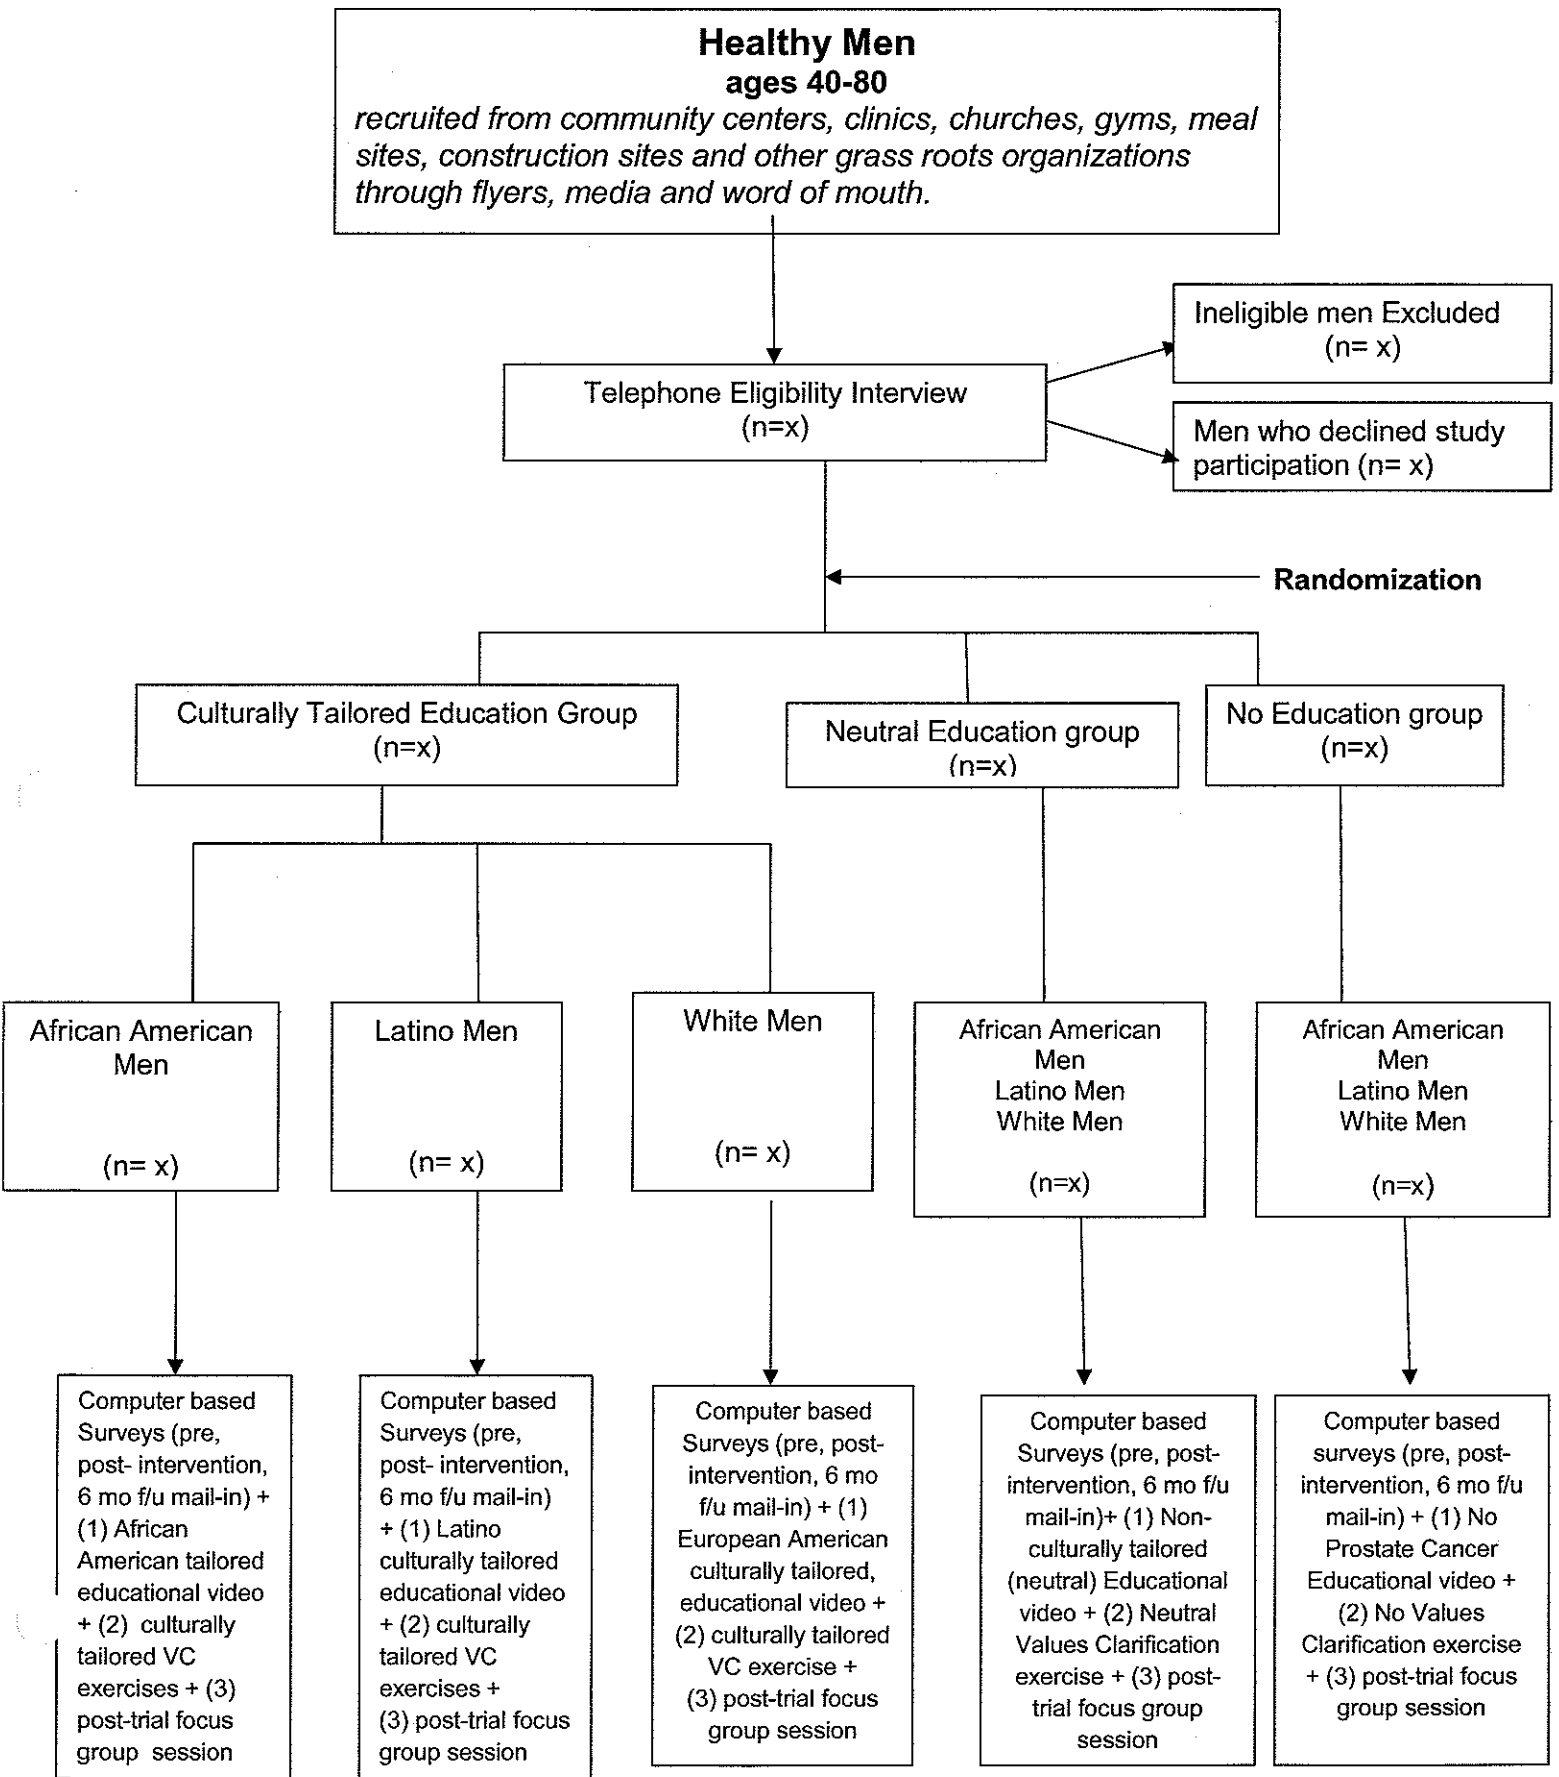 Healthy Men
ages 40-80
recruited from community centers, clinics, churches, gyms, meal
sites, construction sites and other grass roots organizations
through flyers, media and word of mouth.
Ineligible men Excluded
(n= x)
Telephone Eligibility Interview
(n=x)
Men who declined study
participation (n= x)
Randomization
Culturally Tailored Education Group
(n=x)
Neutral Education group
(n=x)
No Education group
(n=x)
African American
Men
(n= x)
Latino Men
(n= x)
White Men
(n= x)
African American
Men
Latino Men
White Men
(n=x)
African American
Men
Latino Men
White Men
(n=x)
Computer based
Surveys (pre,
post- intervention,
6 mo f/u mail-in) +
(1) African
American tailored
educational video
+ (2) culturally
tailored VC
exercises + (3)
post-trial focus
group session
Computer based
Surveys (pre,
post- intervention,
6 mo f/u mail-in)
+ (1) Latino
culturally tailored
educational video
+ (2) culturally
tailored VC
exercises +
(3) post-trial focus
group session
Computer based
Surveys (pre, post-
intervention, 6 mo
f/u mail-in) + (1)
European American
culturally tailored,
educational video +
(2) culturally tailored
VC exercise +
(3) post-trial focus
group session
Computer based
Surveys (pre, post-
intervention, 6 mo f/u
mail-in)+ (1) Non-
culturally tailored
(neutral) Educational
video + (2) Neutral
Values Clarification
exercise + (3) post-
trial focus group
session
Computer based
surveys (pre, post-
intervention, 6 mo f/u
mail-in) + (1) No
Prostate Cancer
Educational video +
(2) No Values
Clarification exercise
+ (3) post-trial focus
group session